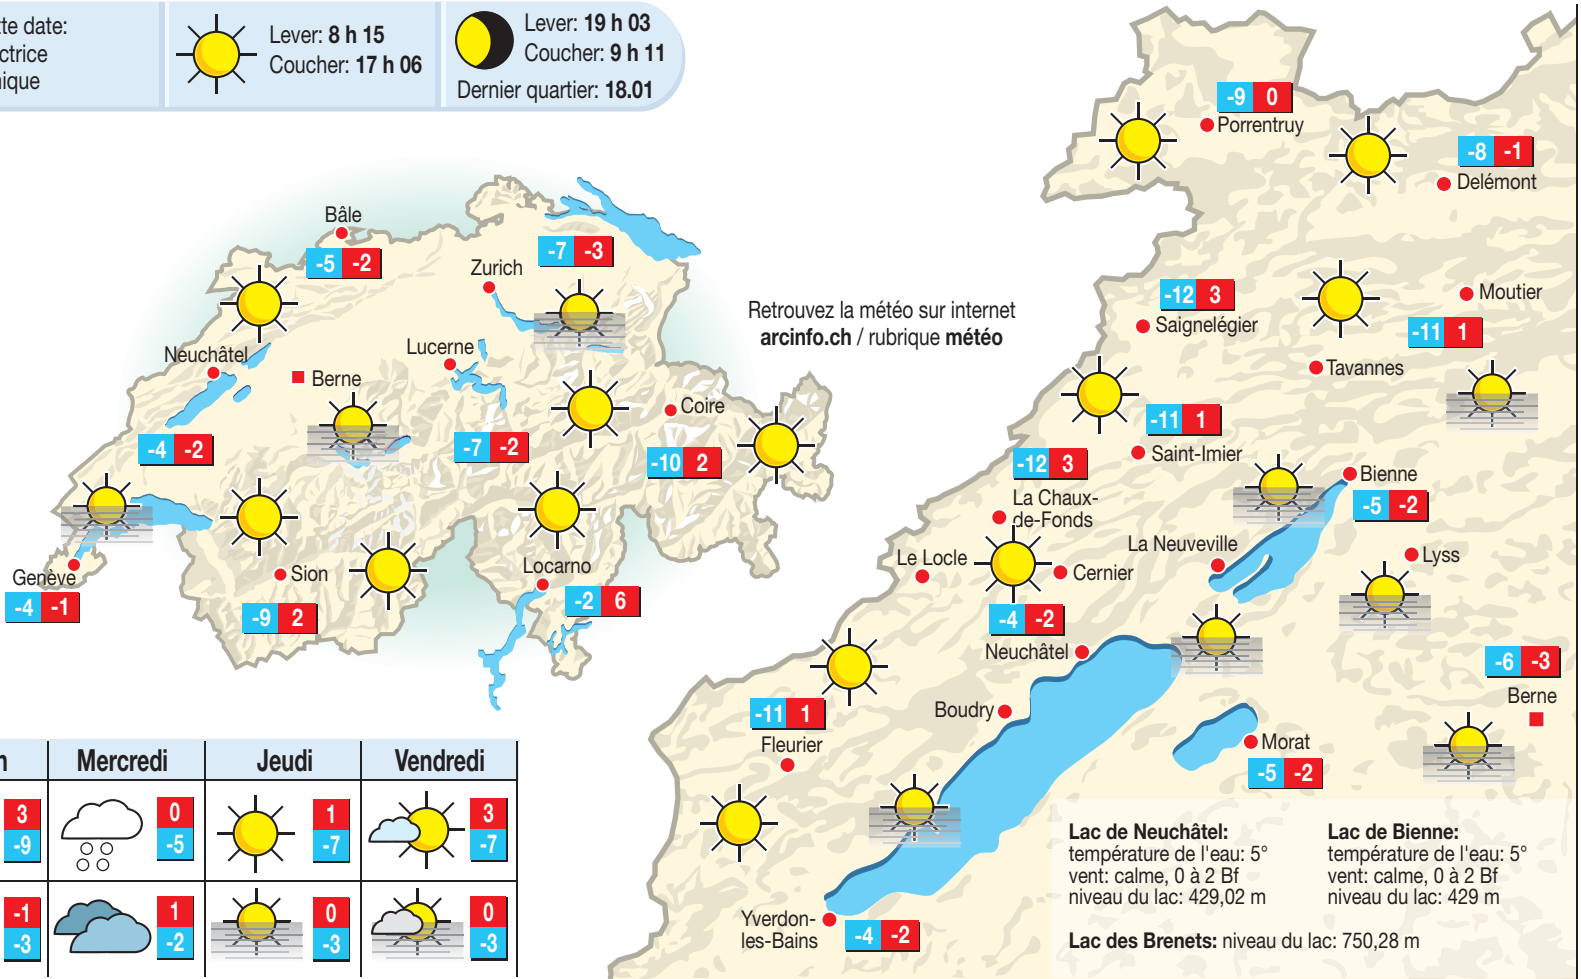 tte date:
ctrice
nique
Lever: 8 h 15
Coucher: 17 h 06
Lever: 19 h 03
Coucher: 9 h 11
Dernier quartier: 18.01
Bâle
-5 -2
Zurich
-7 -3
Neuchâtel
-4 -2
Berne
Lucerne
-7 -2
Coire
-10 2
Genève
-4 -1
Sion
-9 2
Locarno
-2 6
Retrouvez la météo sur internet
arcinfo.ch / rubrique météo
-9 0
Porrentruy
-8 -1
Delémont
-12 3
Saignelégier
Moutier
-11 1
Tavannes
-11 1
Saint-Imier
-12 3
La Chaux-
de-Fonds
Bienne
-5 -2
La Neuveville
Lyss
Le Locle
Cernier
-4 -2
Neuchâtel
-6 -3
Berne
-11 1
Fleurier
Boudry
Morat
-5 -2
Yverdon-
les-Bains
-4 -2
n
Mercredi
Jeudi
Vendredi
3
-9
0
-5
1
-7
3
-7
-1
-3
1
-2
0
-3
0
-3
Lac de Neuchâtel:
température de l'eau: 5°
vent: calme, 0 à 2 Bf
niveau du lac: 429,02 m
Lac de Bienne:
température de l'eau: 5°
vent: calme, 0 à 2 Bf
niveau du lac: 429 m
Lac des Brenets: niveau du lac: 750,28 m